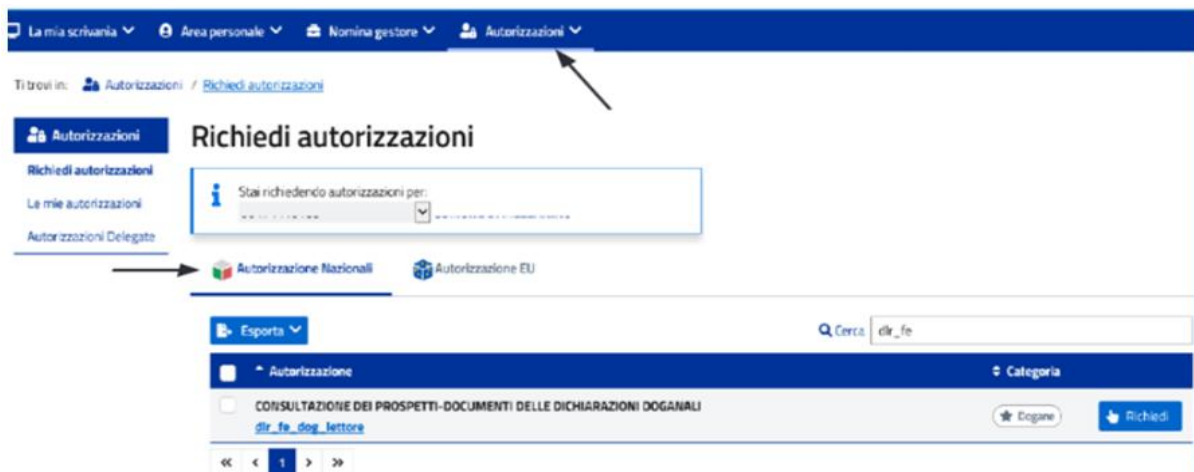 La mia scrivania
Area personale
Nomina gestore
Autorizzazioni
Ti trovi in: Autorizzazioni / Richiedi autorizzazioni
Autorizzazioni
Richiedi autorizzazioni
Le mie autorizzazioni
Autorizzazioni Delegate
Richiedi autorizzazioni
Stai richiedendo autorizzazioni per:
Autorizzazione Nazionali
Autorizzazione EU
Esporta
Cerca dlr_fe
Autorizzazione
Categoria
CONSULTAZIONE DEI PROSPETTI-DOCUMENTI DELLE DICHIARAZIONI DOGANALI
dlr_fe_dog_lettore
Dogane
Richiedi
« ‹ 1 › »